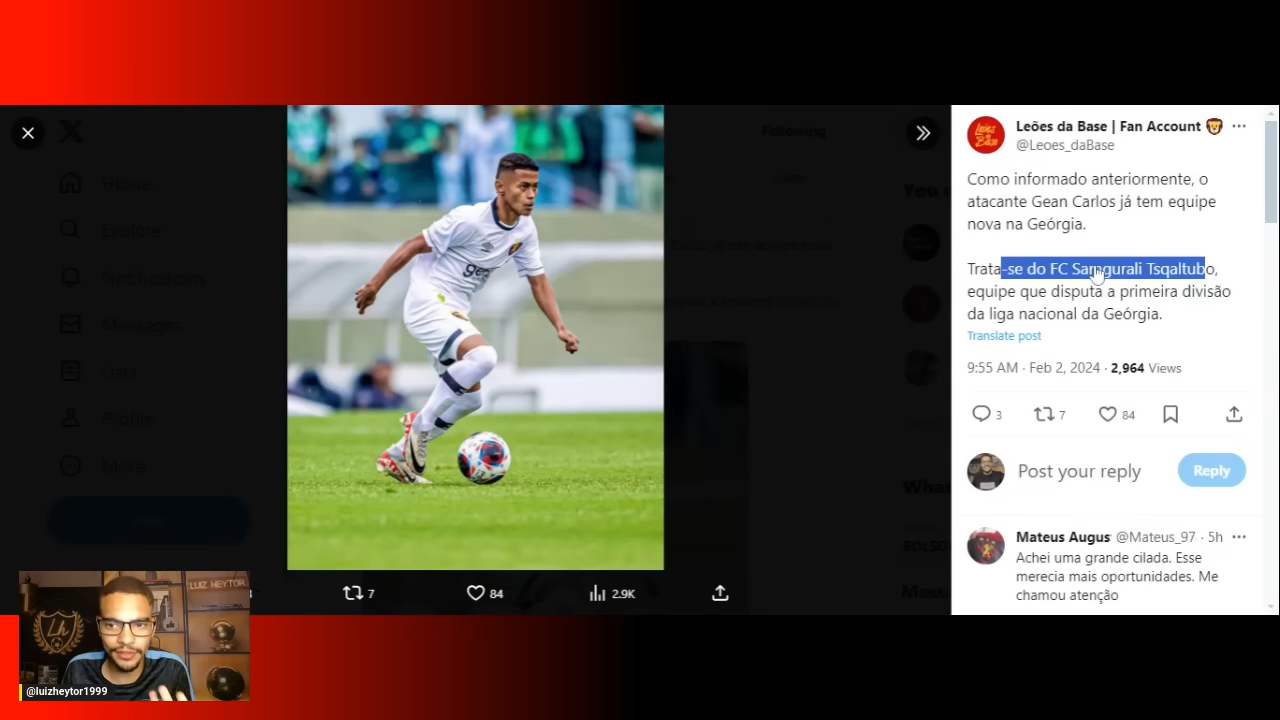 Home
Explore
Notifications
Messages
Profile
More
Following
gea
7
84
2.9K
LUIZ HEYTOR
Lh
@luizheytor1999
Leões da Base | Fan Account
@Leoes_daBase
Como informado anteriormente, o
atacante Gean Carlos já tem equipe
nova na Geórgia.
Trata-se do FC Samgurali Tsqaltubo,
equipe que disputa a primeira divisão
da liga nacional da Geórgia.
Translate post
9:55 AM · Feb 2, 2024 · 2,964 Views
3
7
84
Post your reply
Reply
Mateus Augus @Mateus_97 · 5h
Achei uma grande cilada. Esse
merecia mais oportunidades. Me
chamou atenção